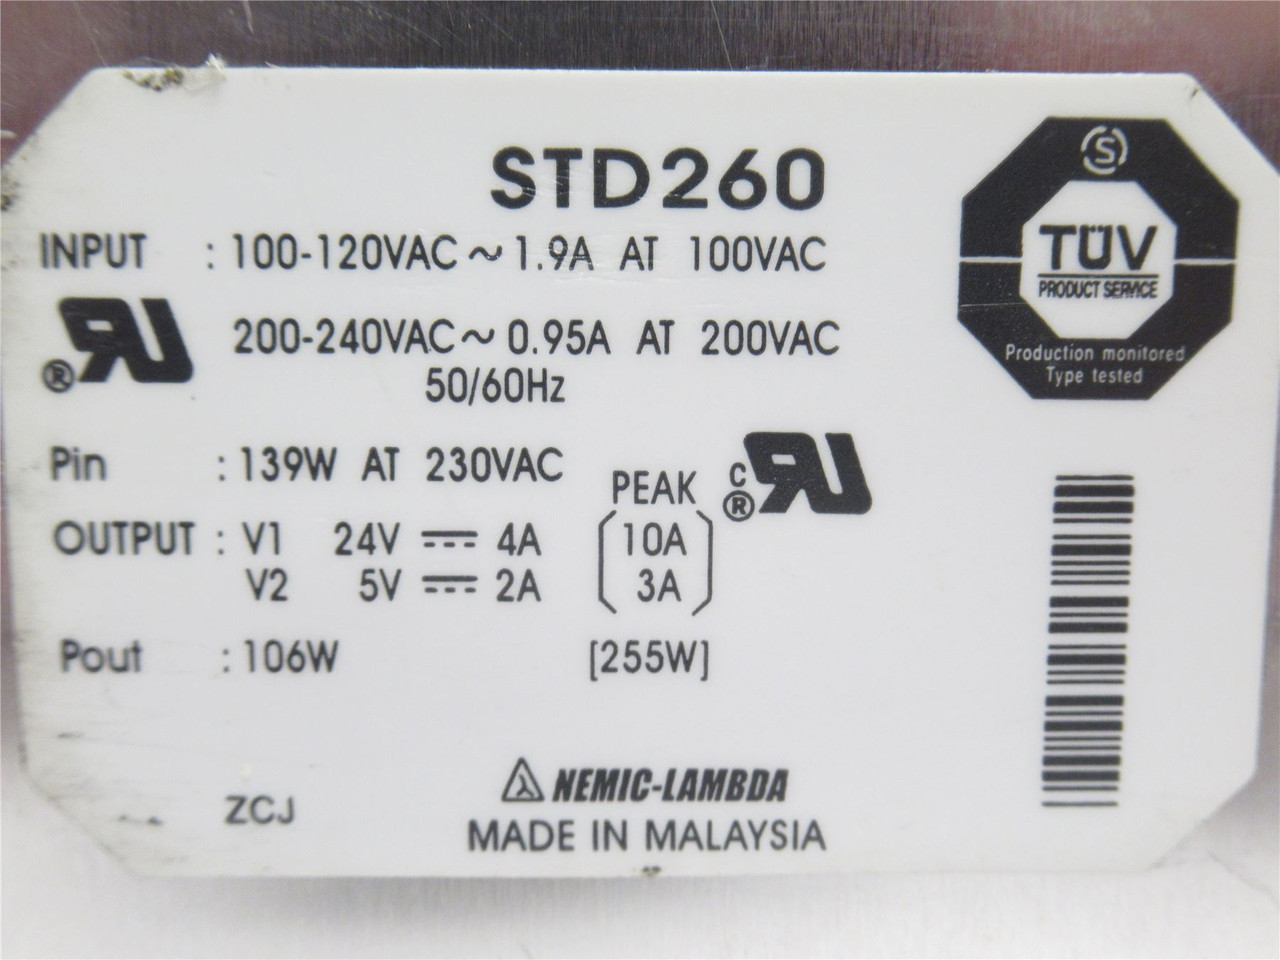 STD260
INPUT : 100-120VAC ~ 1.9A AT 100VAC
200-240VAC ~ 0.95A AT 200VAC
50/60Hz
Pin : 139W AT 230VAC
PEAK
OUTPUT : V1 24V ⎓ 4A [10A
V2 5V ⎓ 2A 3A]
Pout : 106W [255W]
NEMIC-LAMBDA
ZCJ
MADE IN MALAYSIA
S
TÜV
PRODUCT SERVICE
Production monitored
Type tested
®
RU
C
®
RU